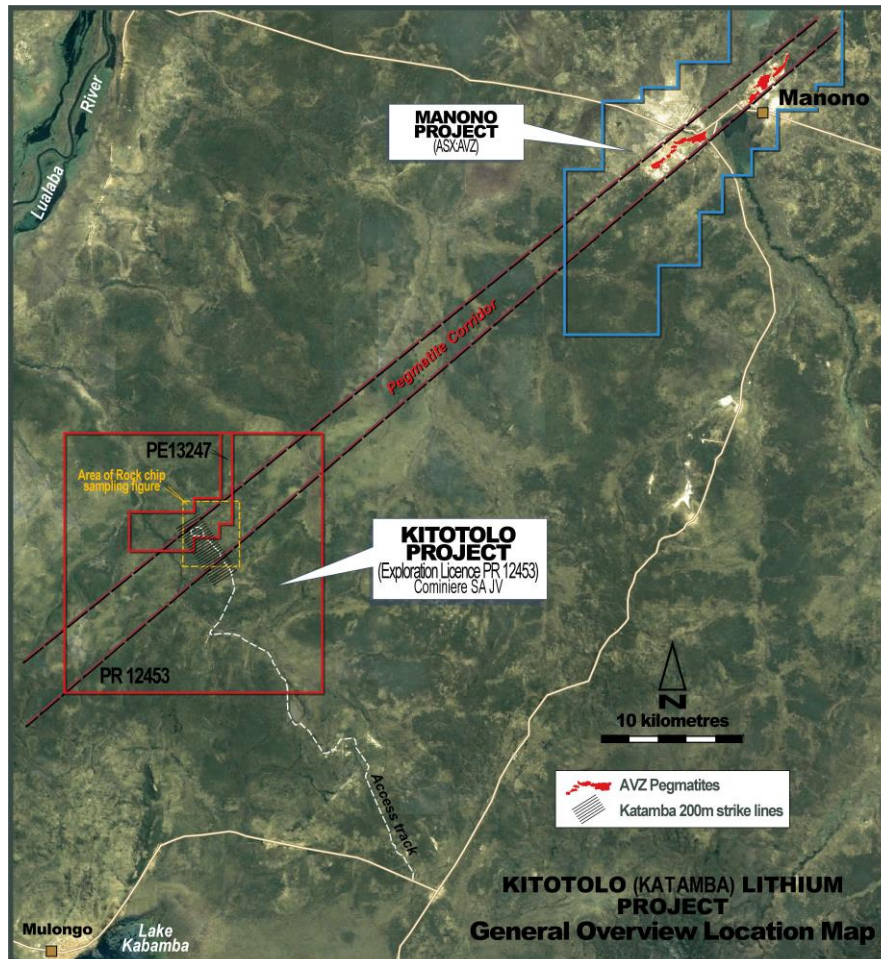 Lualaba
River
MANONO
PROJECT
(ASX:AVZ)
Manono
Pegmatite Corridor
PE13247
Area of Rock chip
sampling figure
KITOTOLO
PROJECT
(Exploration Licence PR 12453)
Cominiere SA JV
PR 12453
N
10 kilometres
AVZ Pegmatites
Katamba 200m strike lines
Access track
Mulongo
Lake
Kabamba
KITOTOLO (KATAMBA) LITHIUM
PROJECT
General Overview Location Map